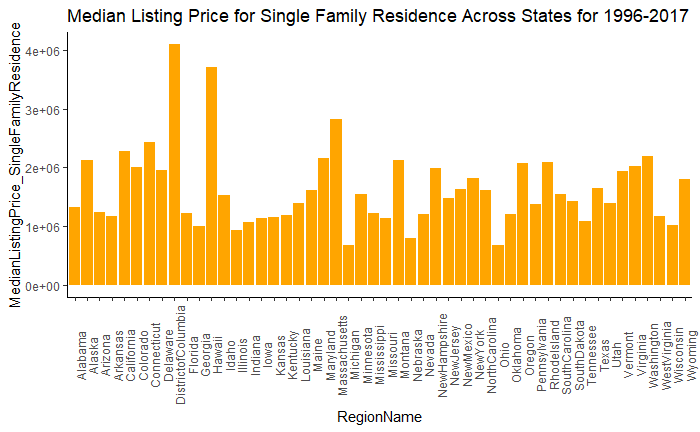 Median Listing Price for Single Family Residence Across States for 1996-2017
MedianListingPrice_SingleFamilyResidence
4e+06
3e+06
2e+06
1e+06
0e+00
Alabama
Alaska
Arizona
Arkansas
California
Colorado
Connecticut
Delaware
DistrictofColumbia
Florida
Georgia
Hawaii
Idaho
Illinois
Indiana
Iowa
Kansas
Kentucky
Louisiana
Maine
Maryland
Massachusetts
Michigan
Minnesota
Mississippi
Missouri
Montana
Nebraska
Nevada
NewHampshire
NewJersey
NewMexico
NewYork
NorthCarolina
Ohio
Oklahoma
Oregon
Pennsylvania
RhodeIsland
SouthCarolina
SouthDakota
Tennessee
Texas
Utah
Vermont
Virginia
Washington
WestVirginia
Wisconsin
Wyoming
RegionName